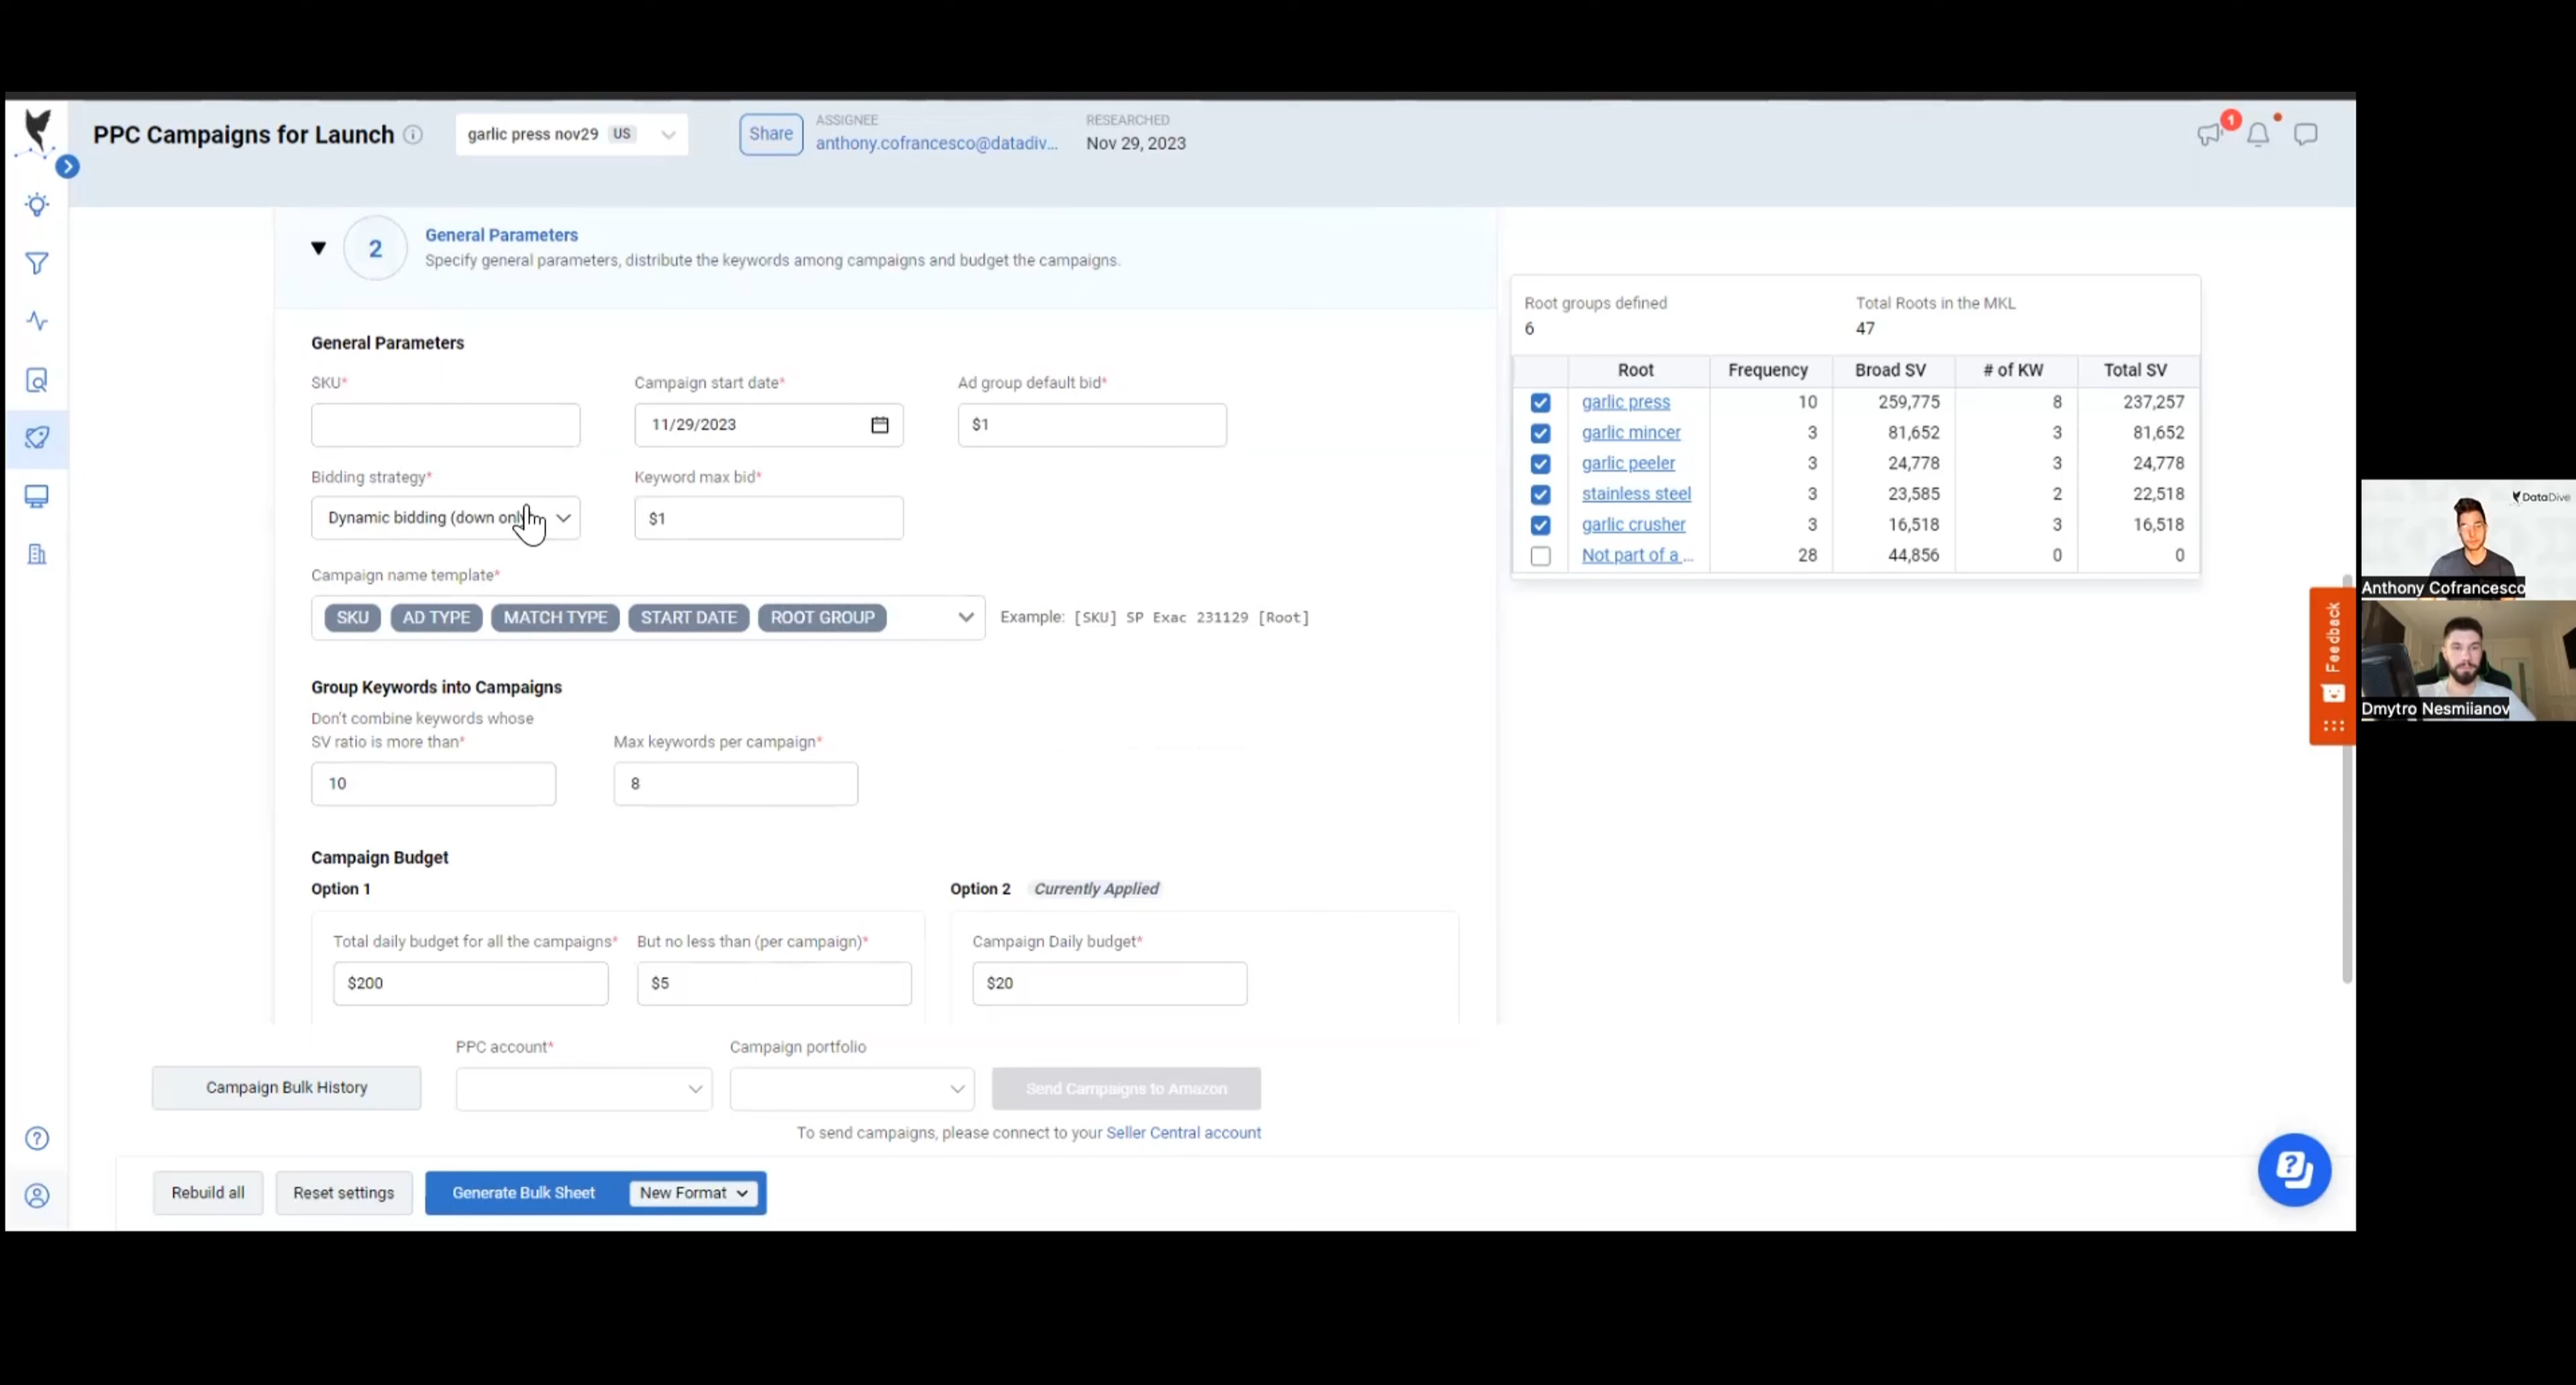 PPC Campaigns for Launch
garlic press nov29 US
Share
ASSIGNEE
anthony.cofrancesco@datadiv...
RESEARCHED
Nov 29, 2023
1
2
General Parameters
Specify general parameters, distribute the keywords among campaigns and budget the campaigns.
General Parameters
SKU*
Campaign start date*
11/29/2023
Ad group default bid*
$1
Bidding strategy*
Dynamic bidding (down only
Keyword max bid*
$1
Campaign name template*
SKU AD TYPE MATCH TYPE START DATE ROOT GROUP
Example: [SKU] SP Exac 231129 [Root]
Group Keywords into Campaigns
Don't combine keywords whose
SV ratio is more than*
10
Max keywords per campaign*
8
Campaign Budget
Option 1
Total daily budget for all the campaigns*
$200
But no less than (per campaign)*
$5
Option 2 Currently Applied
Campaign Daily budget*
$20
Campaign Bulk History
PPC account*
Campaign portfolio
Send Campaigns to Amazon
To send campaigns, please connect to your Seller Central account
Rebuild all
Reset settings
Generate Bulk Sheet
New Format
Root groups defined
6
Total Roots in the MKL
47
Root Frequency Broad SV # of KW Total SV
garlic press 10 259,775 8 237,257
garlic mincer 3 81,652 3 81,652
garlic peeler 3 24,778 3 24,778
stainless steel 3 23,585 2 22,518
garlic crusher 3 16,518 3 16,518
Not part of a ... 28 44,856 0 0
Feedback
DataDive
Anthony Cofrancesco
Dmytro Nesmiianov